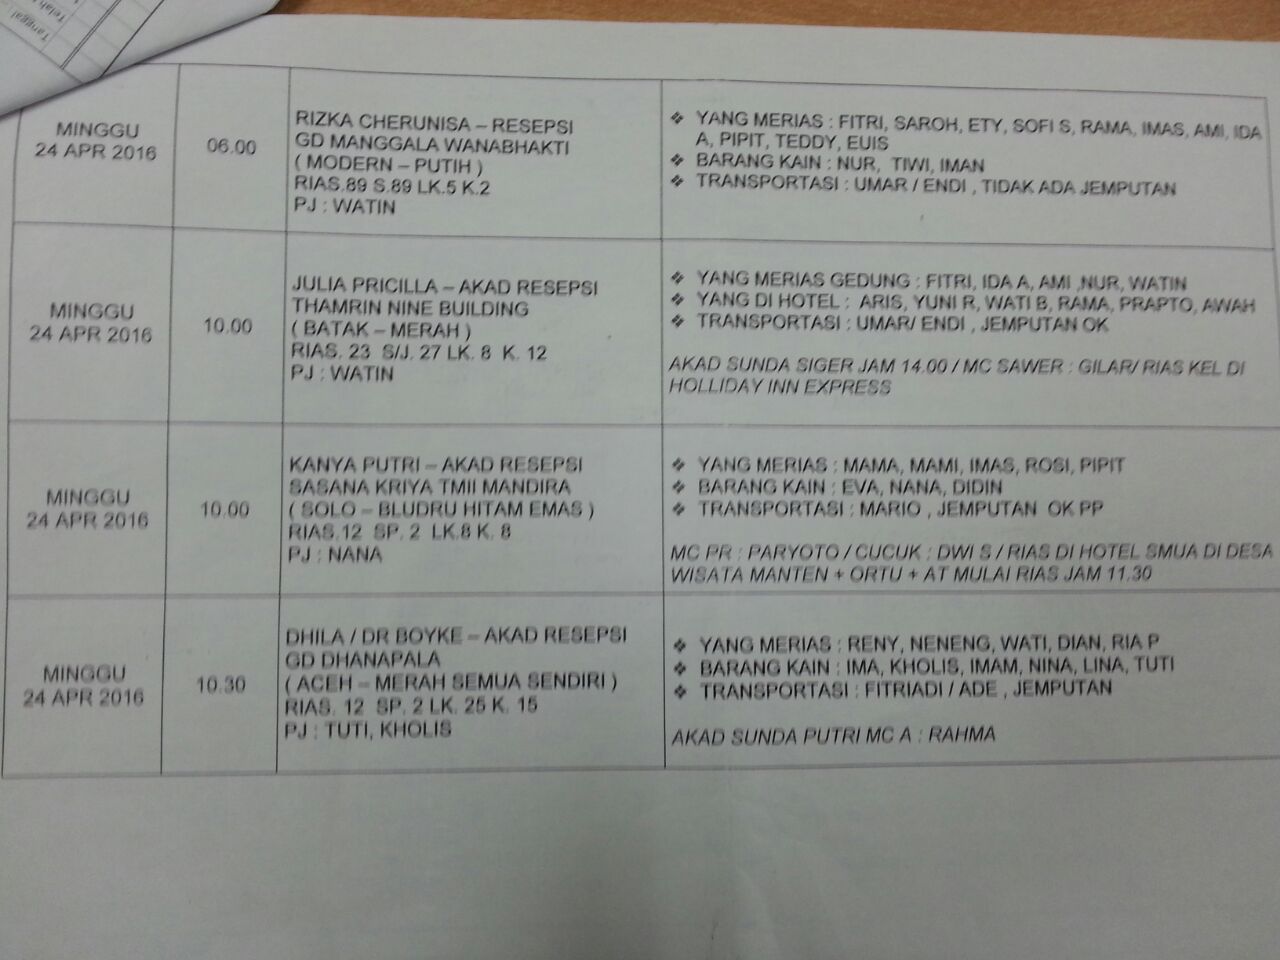 Tanggal
Telah
MINGGU
24 APR 2016
06.00
RIZKA CHERUNISA – RESEPSI
GD MANGGALA WANABHAKTI
( MODERN – PUTIH )
RIAS.89 S.89 LK.5 K.2
PJ : WATIN
❖ YANG MERIAS : FITRI, SAROH, ETY, SOFI S, RAMA, IMAS, AMI, IDA
A, PIPIT, TEDDY, EUIS
❖ BARANG KAIN : NUR, TIWI, IMAN
❖ TRANSPORTASI : UMAR / ENDI , TIDAK ADA JEMPUTAN
MINGGU
24 APR 2016
10.00
JULIA PRICILLA – AKAD RESEPSI
THAMRIN NINE BUILDING
( BATAK – MERAH )
RIAS. 23 S/J. 27 LK. 8 K. 12
PJ : WATIN
❖ YANG MERIAS GEDUNG : FITRI, IDA A, AMI ,NUR, WATIN
❖ YANG DI HOTEL : ARIS, YUNI R, WATI B, RAMA, PRAPTO, AWAH
❖ TRANSPORTASI : UMAR/ ENDI , JEMPUTAN OK
AKAD SUNDA SIGER JAM 14.00 / MC SAWER : GILAR/ RIAS KEL DI
HOLLIDAY INN EXPRESS
MINGGU
24 APR 2016
10.00
KANYA PUTRI – AKAD RESEPSI
SASANA KRIYA TMII MANDIRA
( SOLO – BLUDRU HITAM EMAS )
RIAS.12 SP. 2 LK.8 K. 8
PJ : NANA
❖ YANG MERIAS : MAMA, MAMI, IMAS, ROSI, PIPIT
❖ BARANG KAIN : EVA, NANA, DIDIN
❖ TRANSPORTASI : MARIO , JEMPUTAN OK PP
MC PR : PARYOTO / CUCUK : DWI S / RIAS DI HOTEL SMUA DI DESA
WISATA MANTEN + ORTU + AT MULAI RIAS JAM 11.30
MINGGU
24 APR 2016
10.30
DHILA / DR BOYKE – AKAD RESEPSI
GD DHANAPALA
( ACEH – MERAH SEMUA SENDIRI )
RIAS. 12 SP. 2 LK. 25 K. 15
PJ : TUTI, KHOLIS
❖ YANG MERIAS : RENY, NENENG, WATI, DIAN, RIA P
❖ BARANG KAIN : IMA, KHOLIS, IMAM, NINA, LINA, TUTI
❖ TRANSPORTASI : FITRIADI / ADE , JEMPUTAN
AKAD SUNDA PUTRI MC A : RAHMA